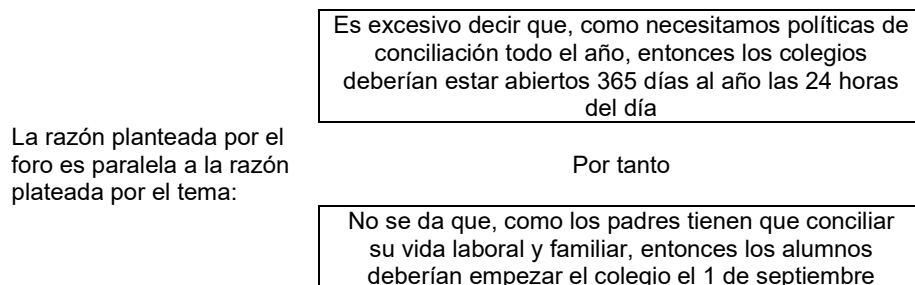 Es excesivo decir que, como necesitamos políticas de
conciliación todo el año, entonces los colegios
deberían estar abiertos 365 días al año las 24 horas
del día
La razón planteada por el
foro es paralela a la razón
plateada por el tema:
Por tanto
No se da que, como los padres tienen que conciliar
su vida laboral y familiar, entonces los alumnos
deberían empezar el colegio el 1 de septiembre